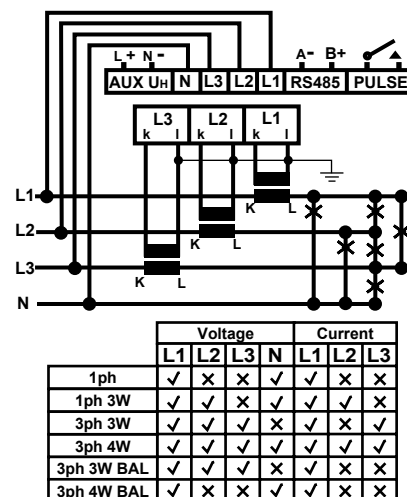 L+ N- A- B+
AUX UH N L3 L2 L1 RS485 PULSE
L3 L2 L1
k l k l k l
L1
K L
L2
K L
L3
K L
N
Voltage Current
L1 L2 L3 N L1 L2 L3
1ph ✓ × × ✓ ✓ × ×
1ph 3W ✓ ✓ × ✓ ✓ ✓ ×
3ph 3W ✓ ✓ ✓ × ✓ × ✓
3ph 4W ✓ ✓ ✓ ✓ ✓ ✓ ✓
3ph 3W BAL ✓ ✓ ✓ × ✓ × ×
3ph 4W BAL ✓ × × ✓ ✓ × ×